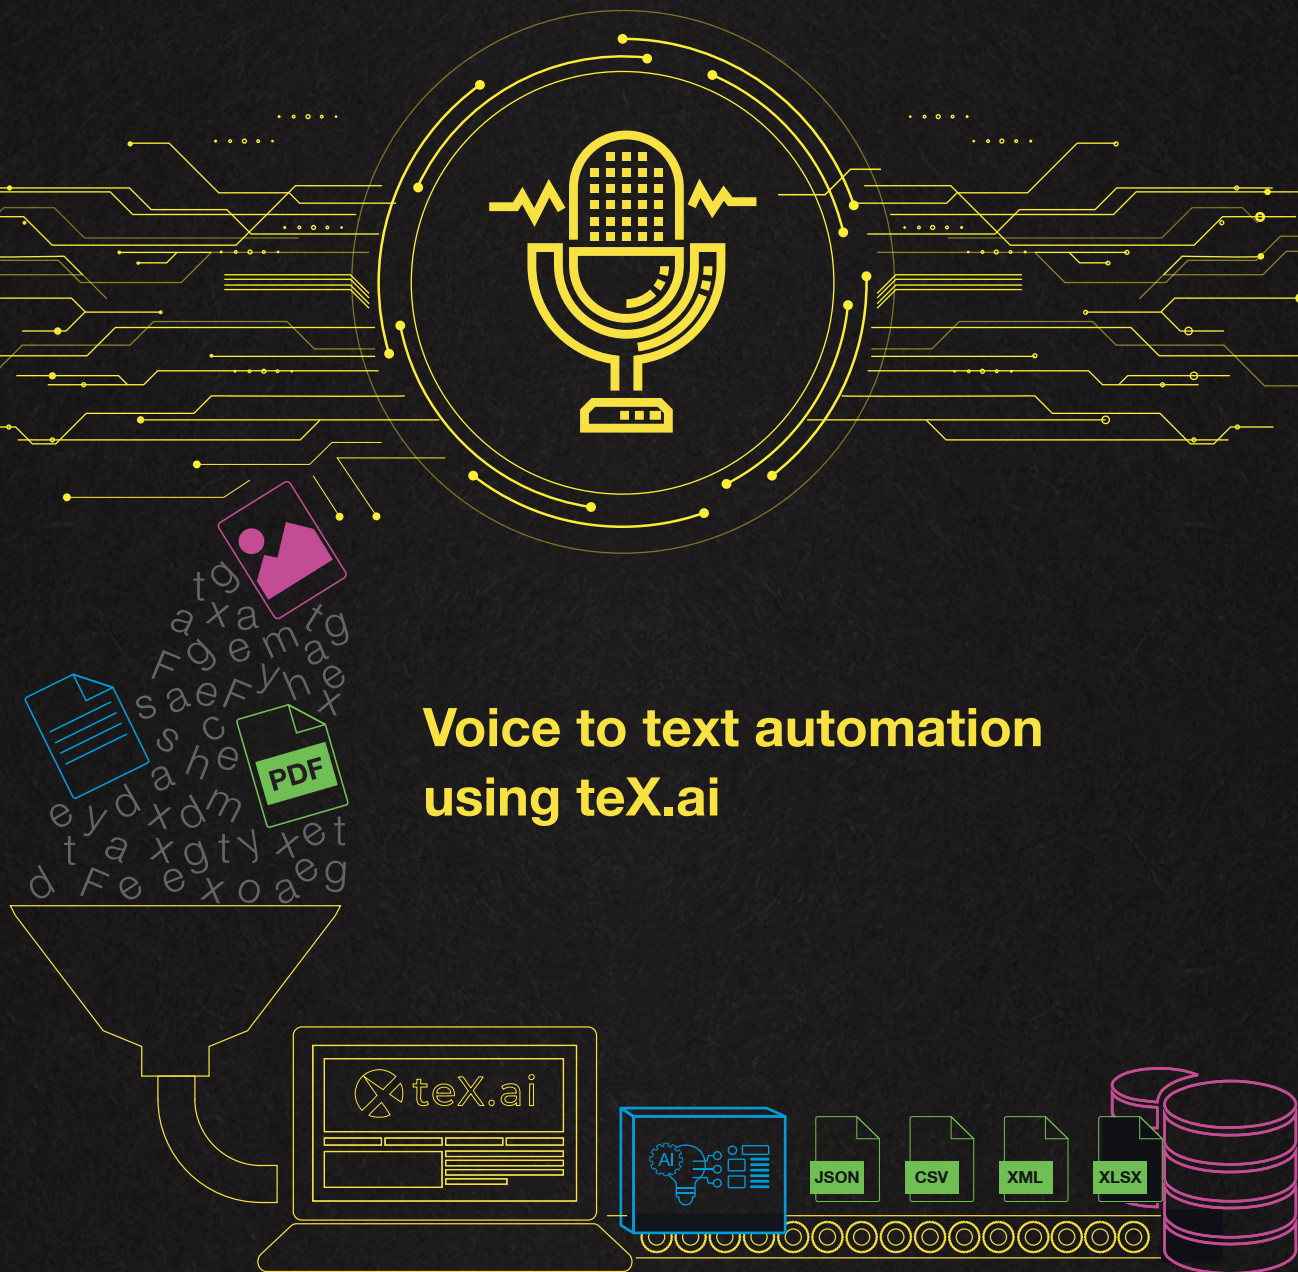 t g
a x a
t g
F g e m a
s a e F y h e
c x
s
a h e
PDF
e y d x d m
t a x g t y x e t
d F e e x o a e g
Voice to text automation
using teX.ai
teX.ai
AI
JSON CSV XML XLSX